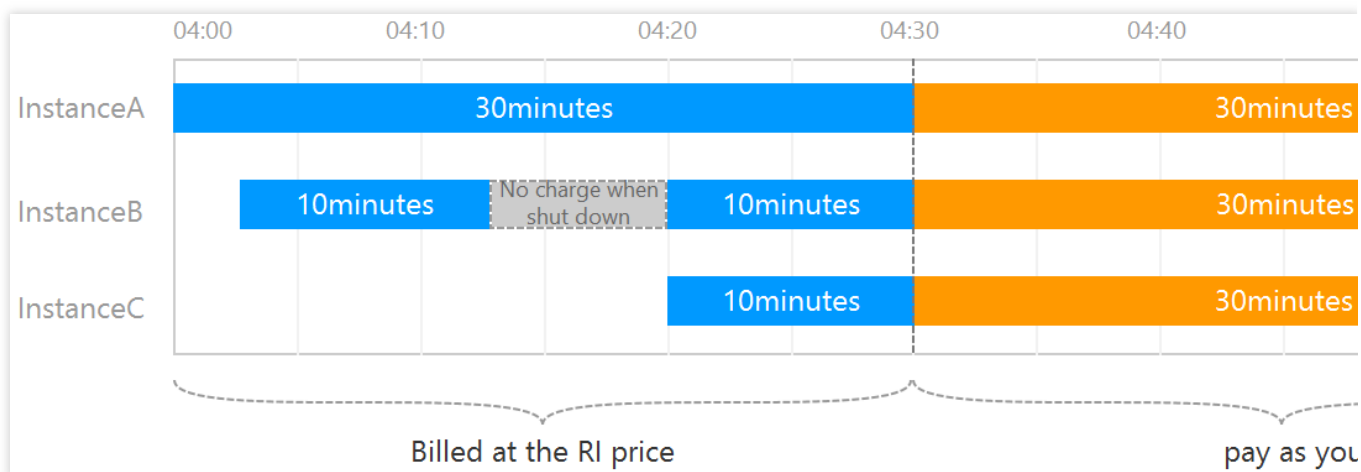 04:00 04:10 04:20 04:30 04:40
InstanceA 30minutes 30minutes
InstanceB 10minutes No charge when shut down 10minutes 30minutes
InstanceC 10minutes 30minutes
Billed at the RI price pay as you